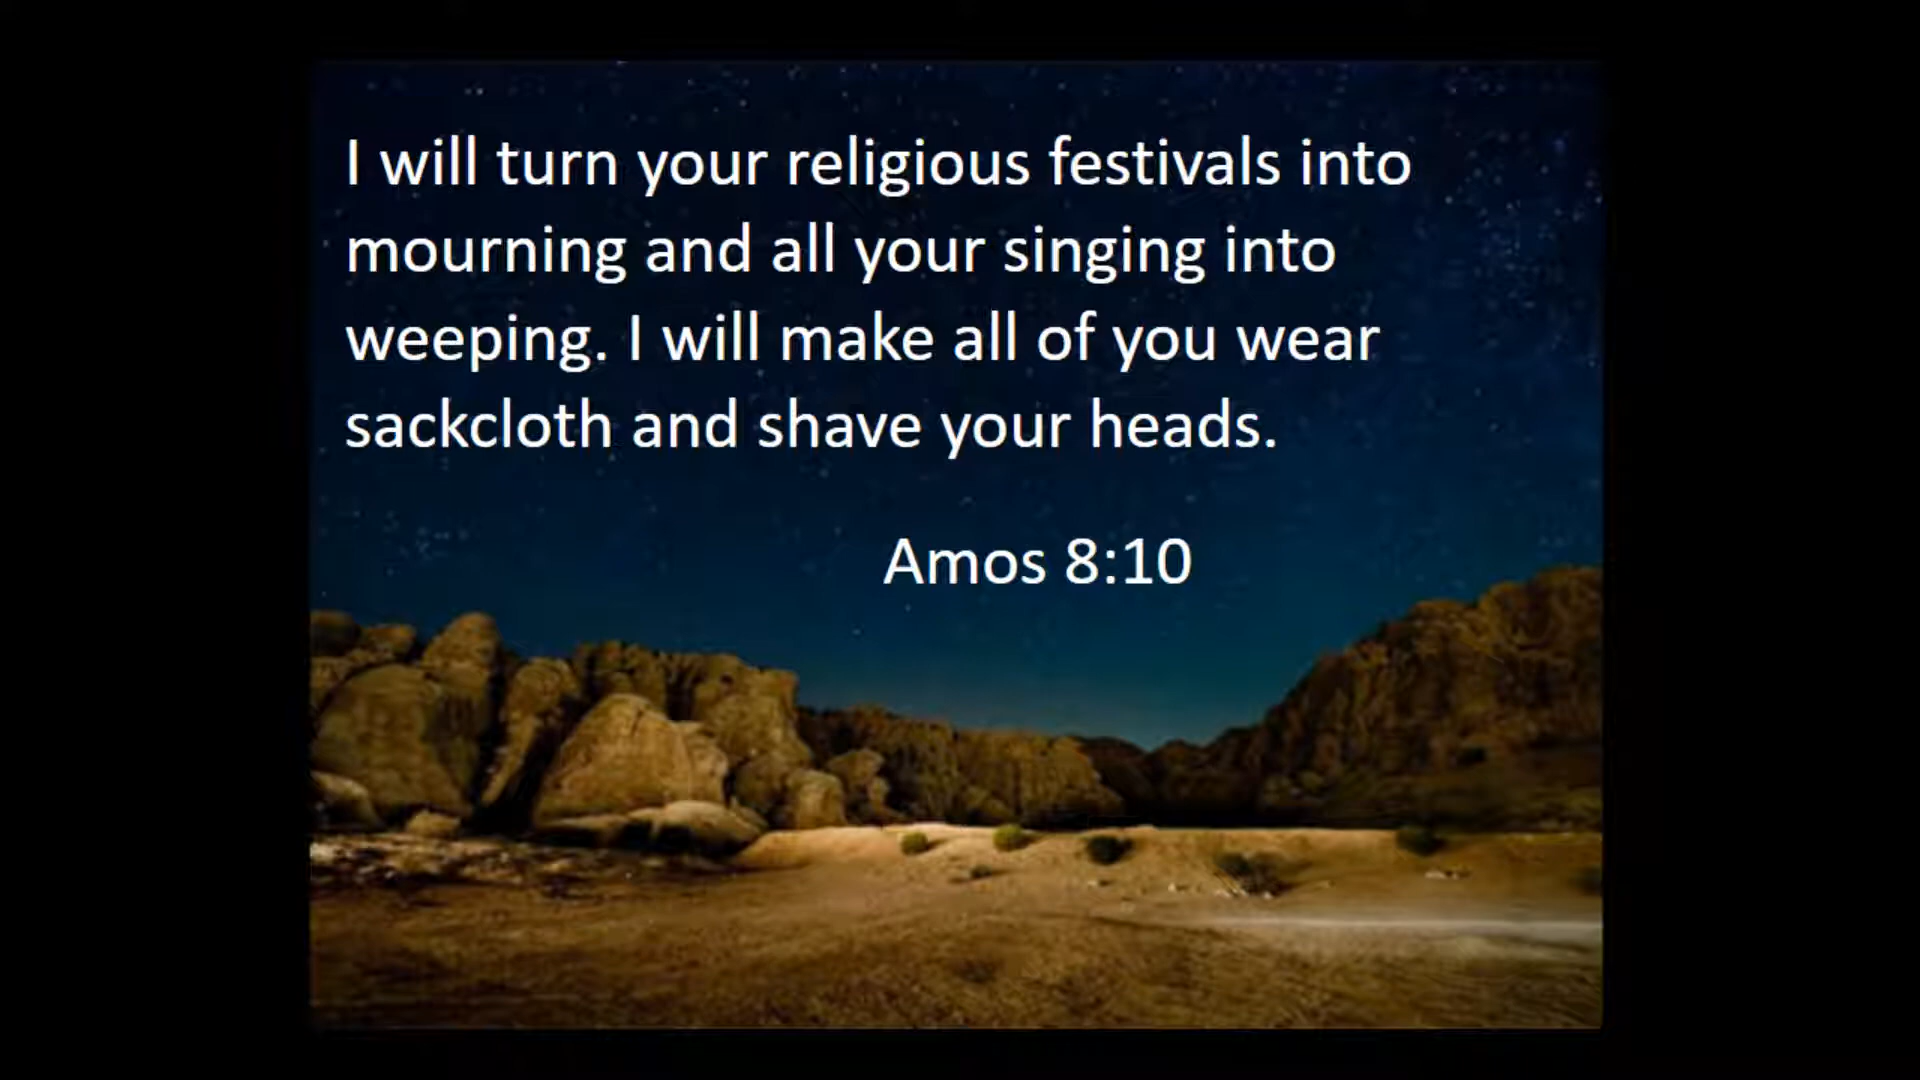 I will turn your religious festivals into
mourning and all your singing into
weeping. I will make all of you wear
sackcloth and shave your heads.
Amos 8:10